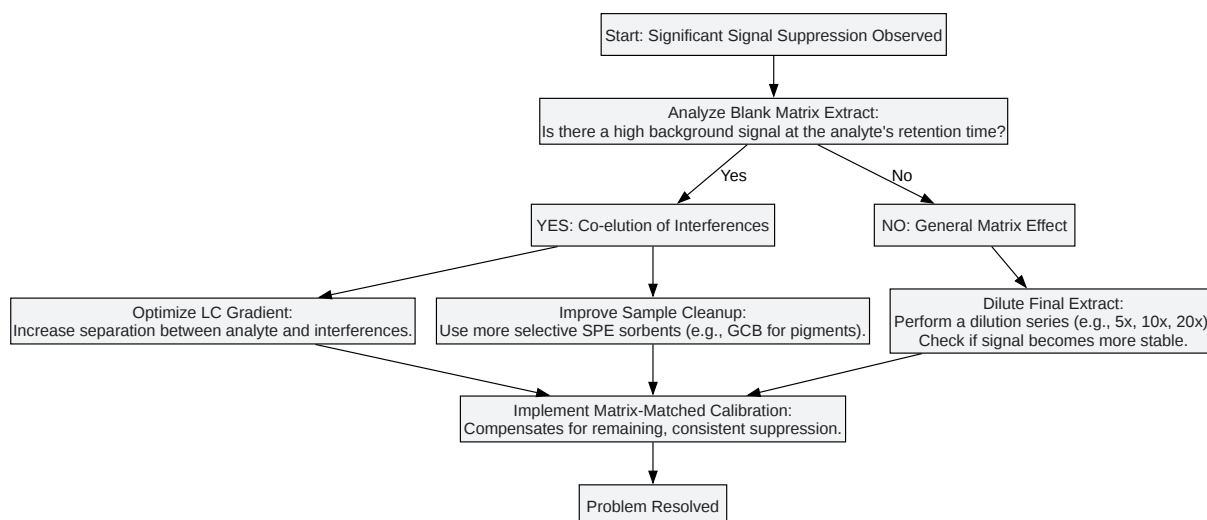 Start: Significant Signal Suppression Observed
Analyze Blank Matrix Extract:
Is there a high background signal at the analyte's retention time?
Yes
No
YES: Co-elution of Interferences
NO: General Matrix Effect
Optimize LC Gradient:
Increase separation between analyte and interferences.
Improve Sample Cleanup:
Use more selective SPE sorbents (e.g., GCB for pigments).
Dilute Final Extract:
Perform a dilution series (e.g., 5x, 10x, 20x)
Check if signal becomes more stable.
Implement Matrix-Matched Calibration:
Compensates for remaining, consistent suppression.
Problem Resolved